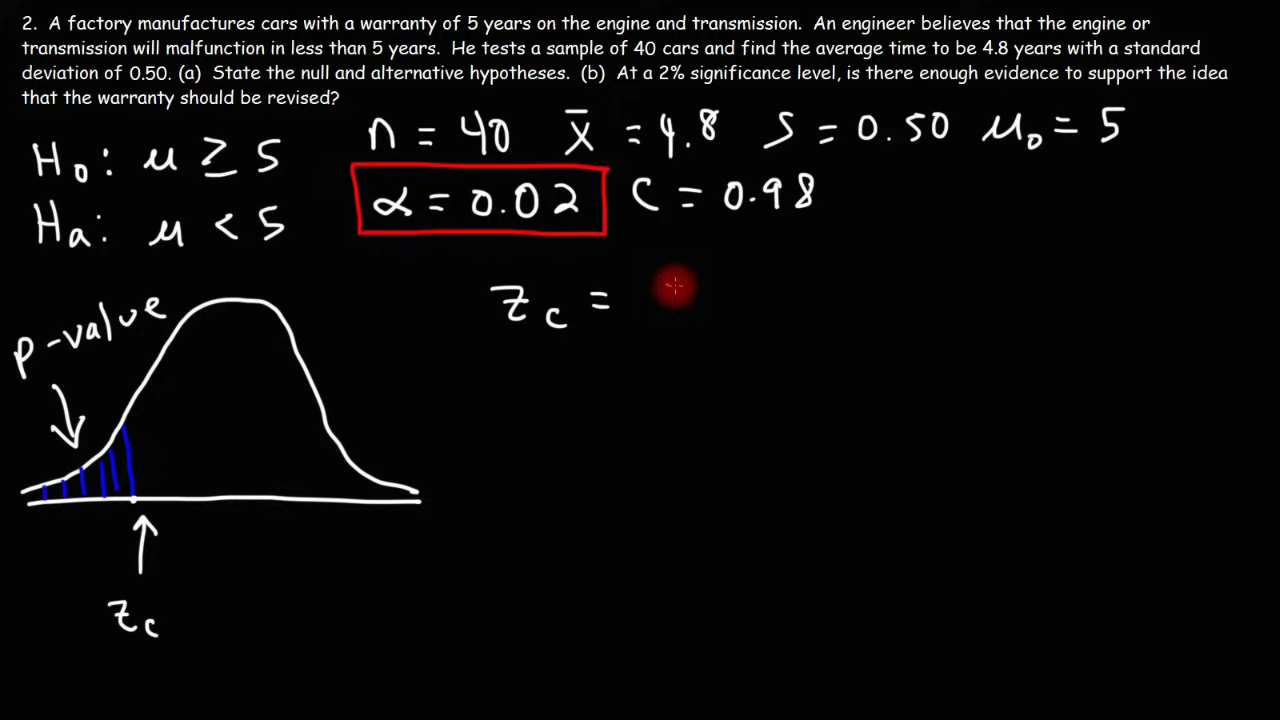 2. A factory manufactures cars with a warranty of 5 years on the engine and transmission. An engineer believes that the engine or
transmission will malfunction in less than 5 years. He tests a sample of 40 cars and find the average time to be 4.8 years with a standard
deviation of 0.50. (a) State the null and alternative hypotheses. (b) At a 2% significance level, is there enough evidence to support the idea
that the warranty should be revised?
n = 40 x̄ = 4.8 S = 0.50 μ₀ = 5
H₀: μ ≥ 5
α = 0.02 C = 0.98
Hₐ: μ < 5
z_c =
p-value
z_c